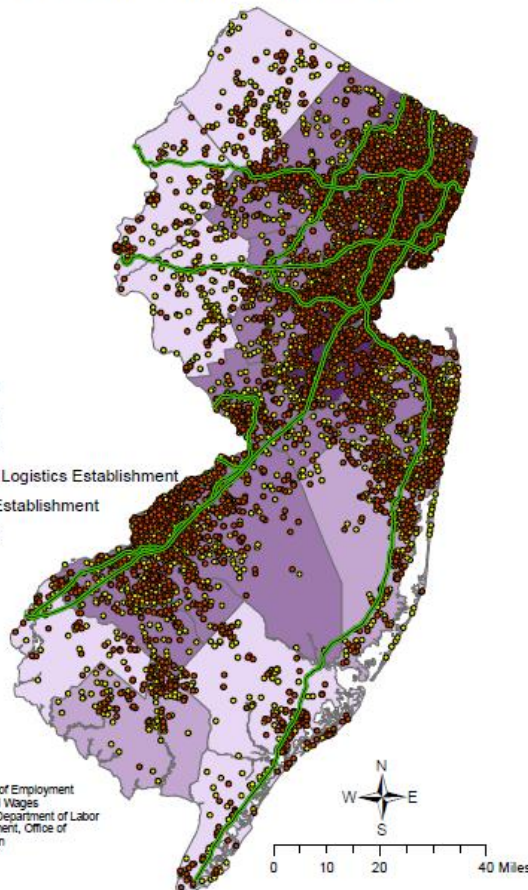 Logistics Establishment
Establishment
of Employment
Wages
Department of Labor
ment, Office of
N
W E
S
0 10 20 40 Miles